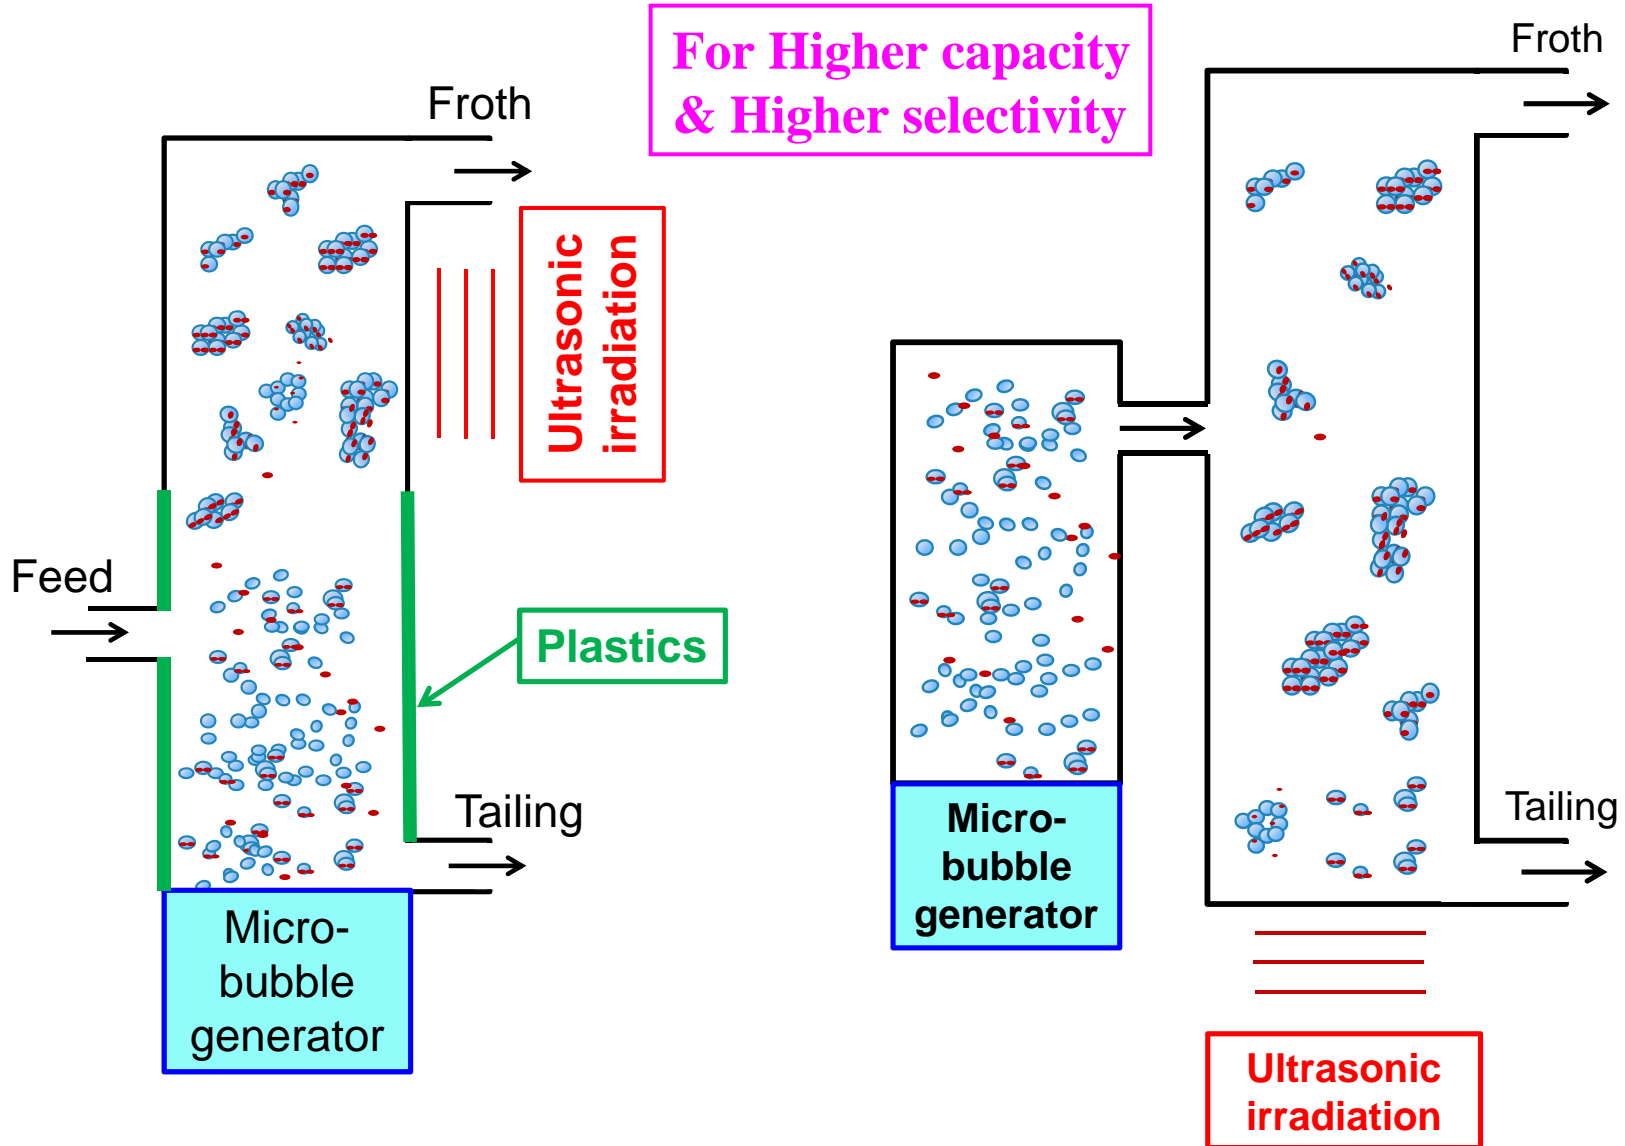 For Higher capacity
& Higher selectivity
Froth
Ultrasonic
irradiation
Feed
Plastics
Tailing
Micro-
bubble
generator
Froth
Micro-
bubble
generator
Tailing
Ultrasonic
irradiation